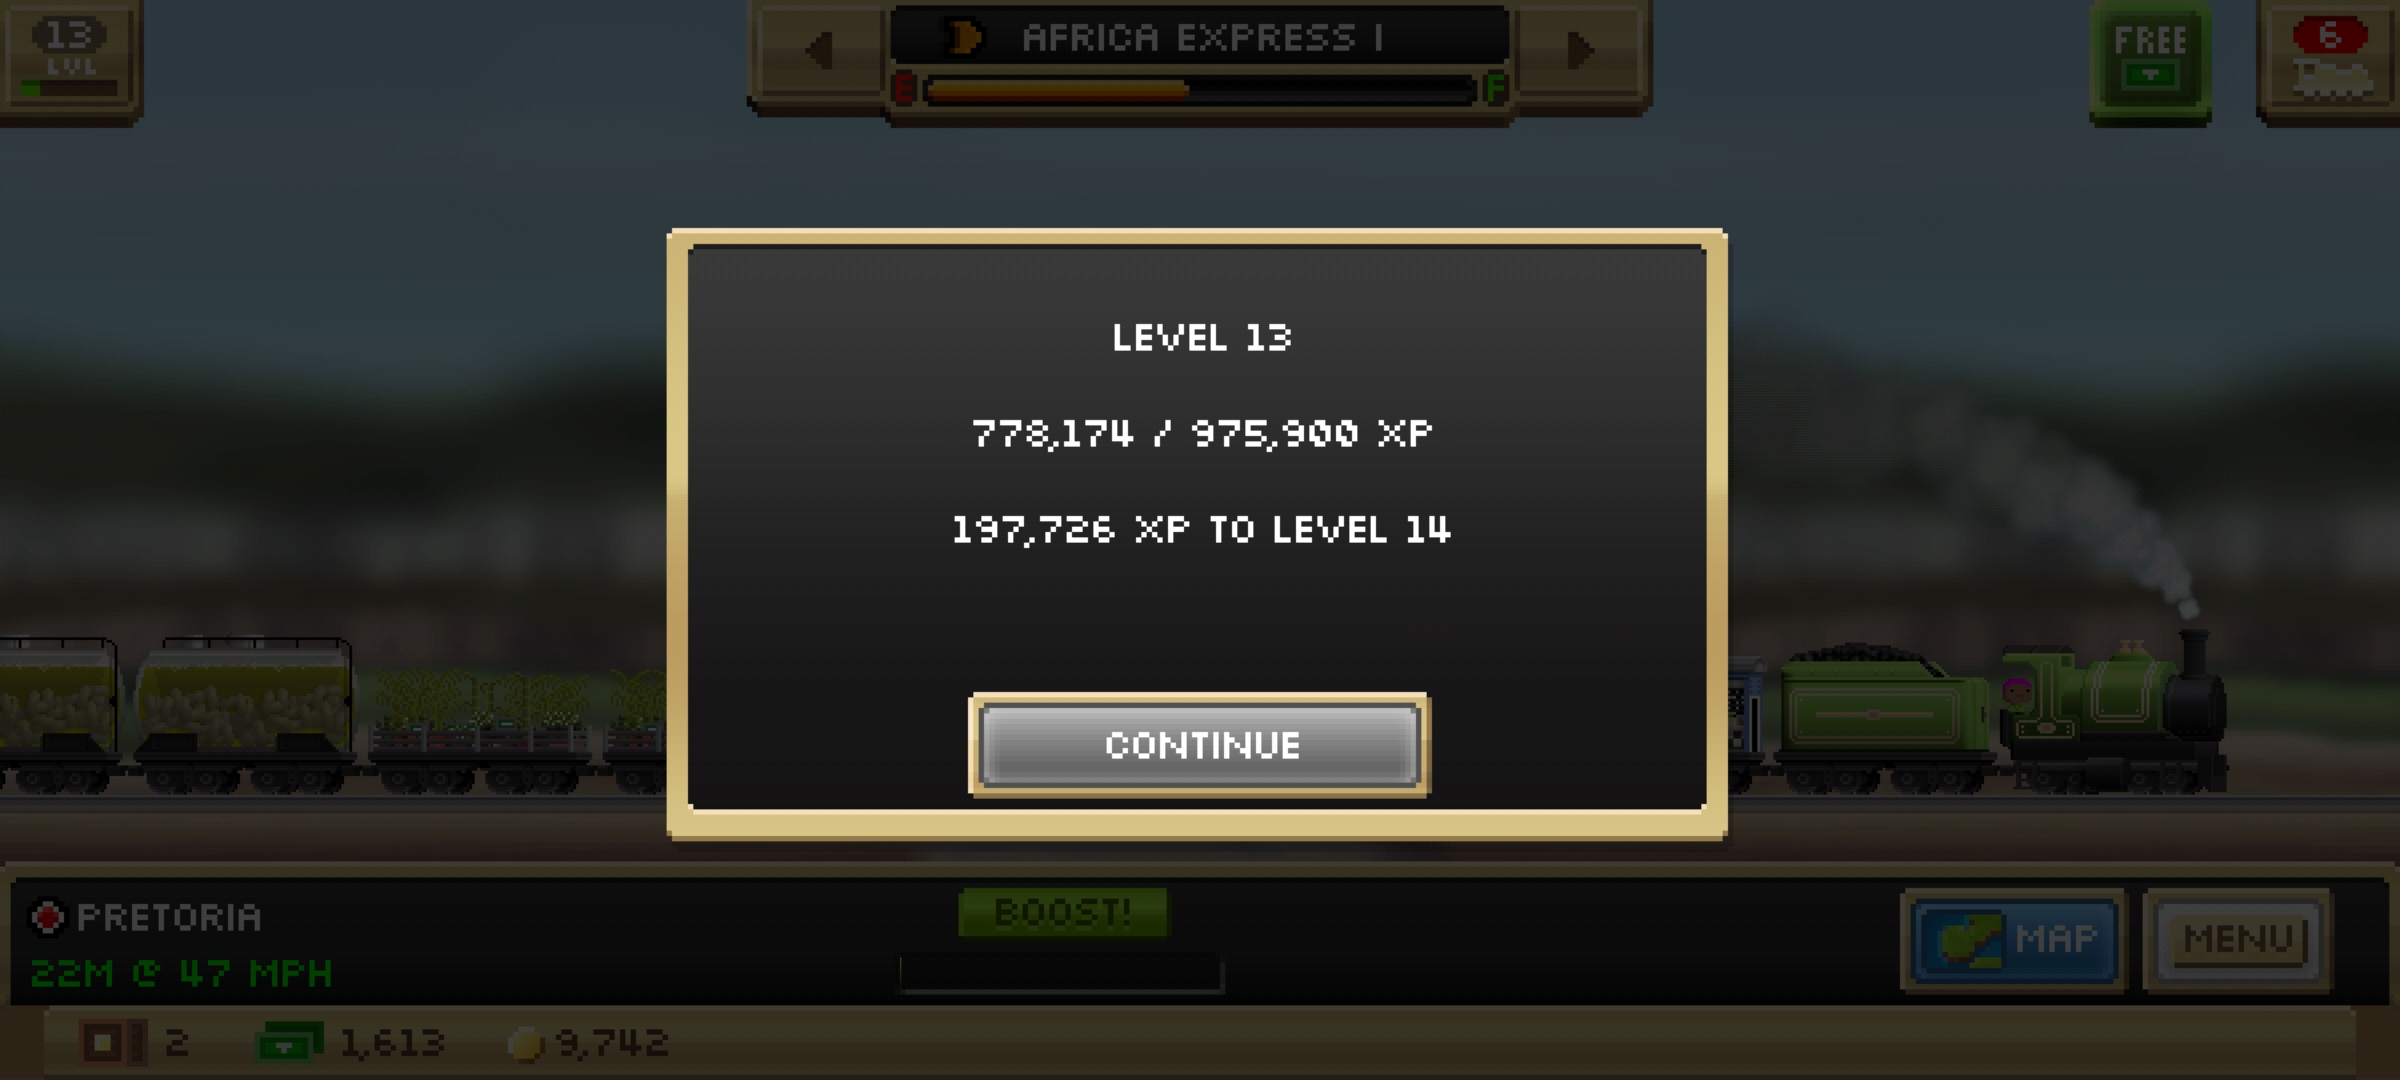 13
LVL
AFRICA EXPRESS I
E
F
FREE
6
LEVEL 13
778,174 / 975,900 XP
197,726 XP TO LEVEL 14
CONTINUE
PRETORIA
22M @ 47 MPH
BOOST!
MAP
MENU
2
1,613
9,742